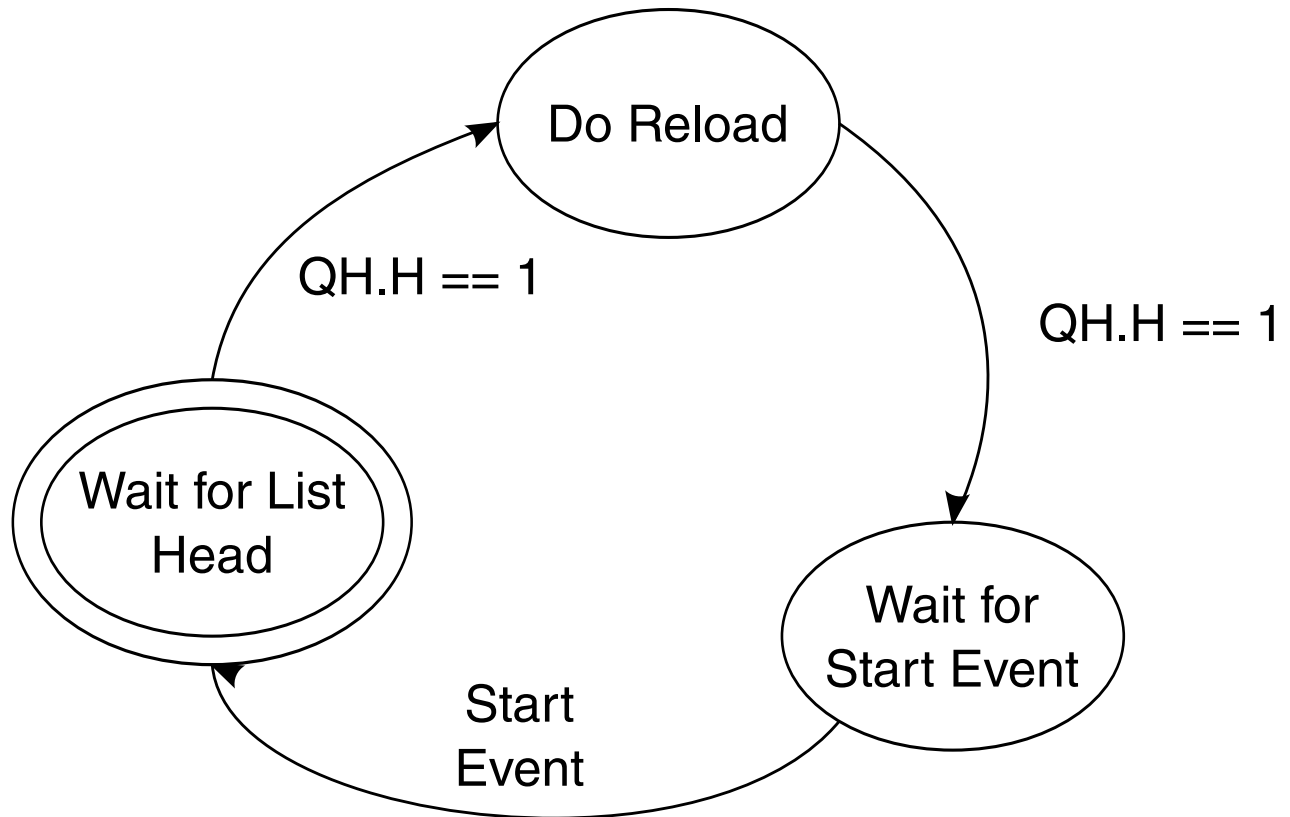 Do Reload
QH.H == 1
QH.H == 1
Wait for List
Head
Wait for
Start Event
Start
Event